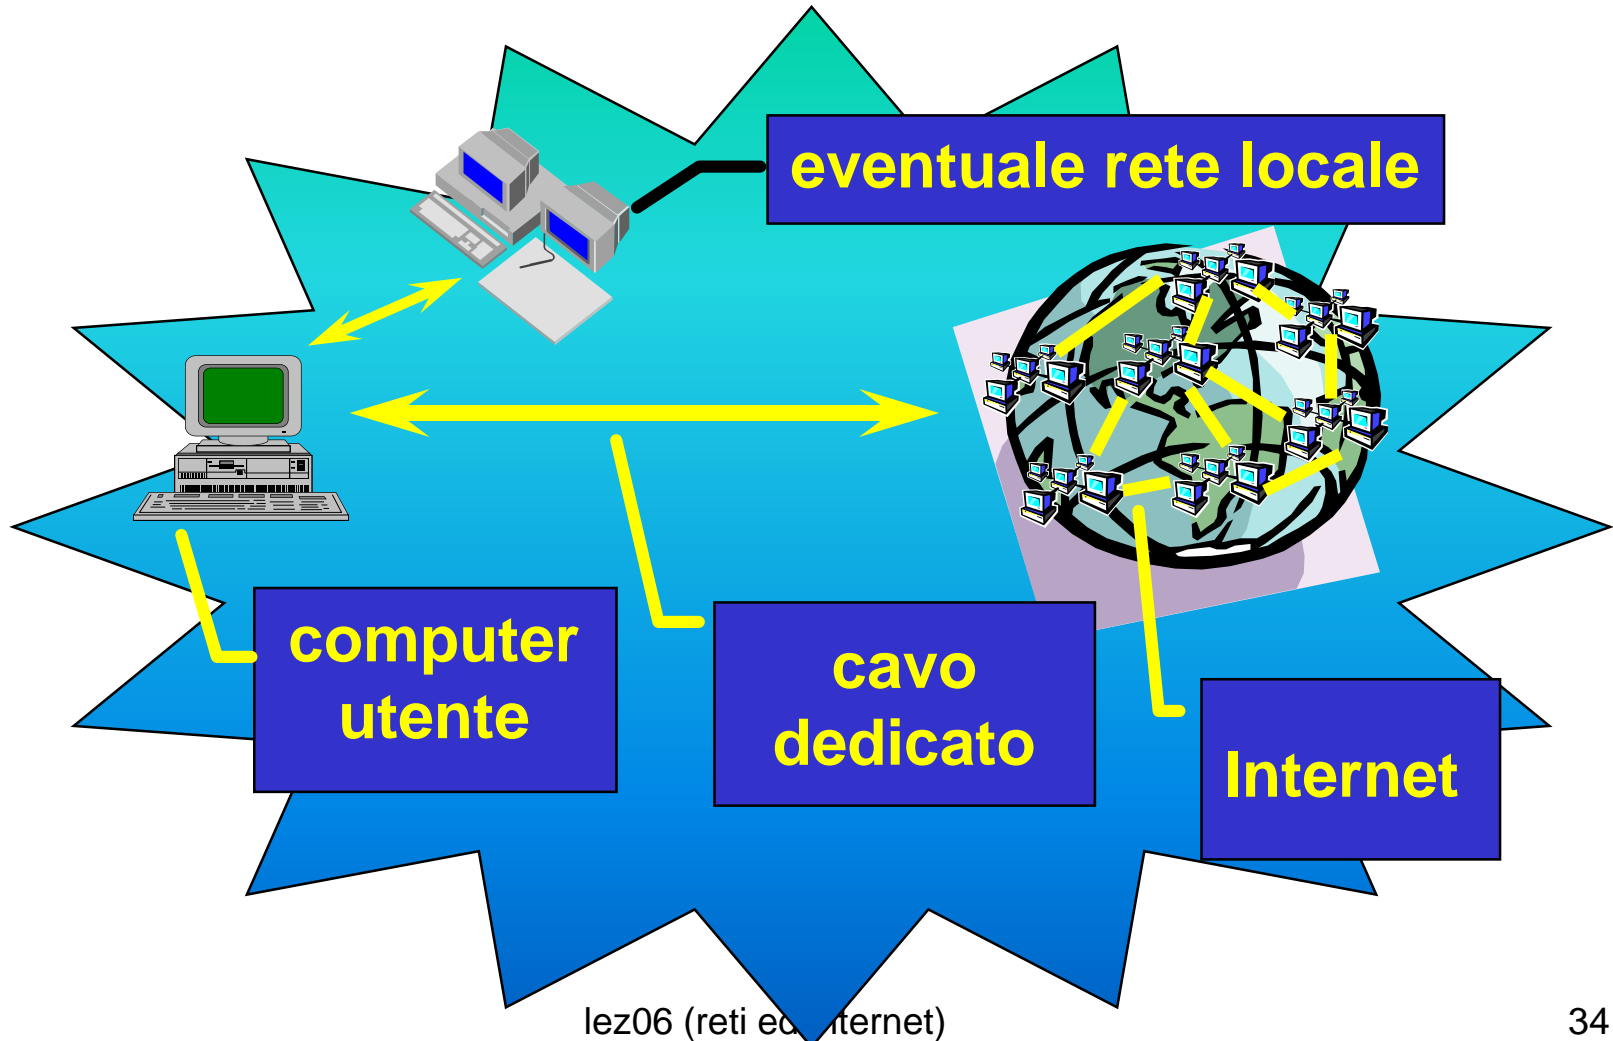 eventuale rete locale
computer
utente
cavo
dedicato
Internet
lez06 (reti ed
34